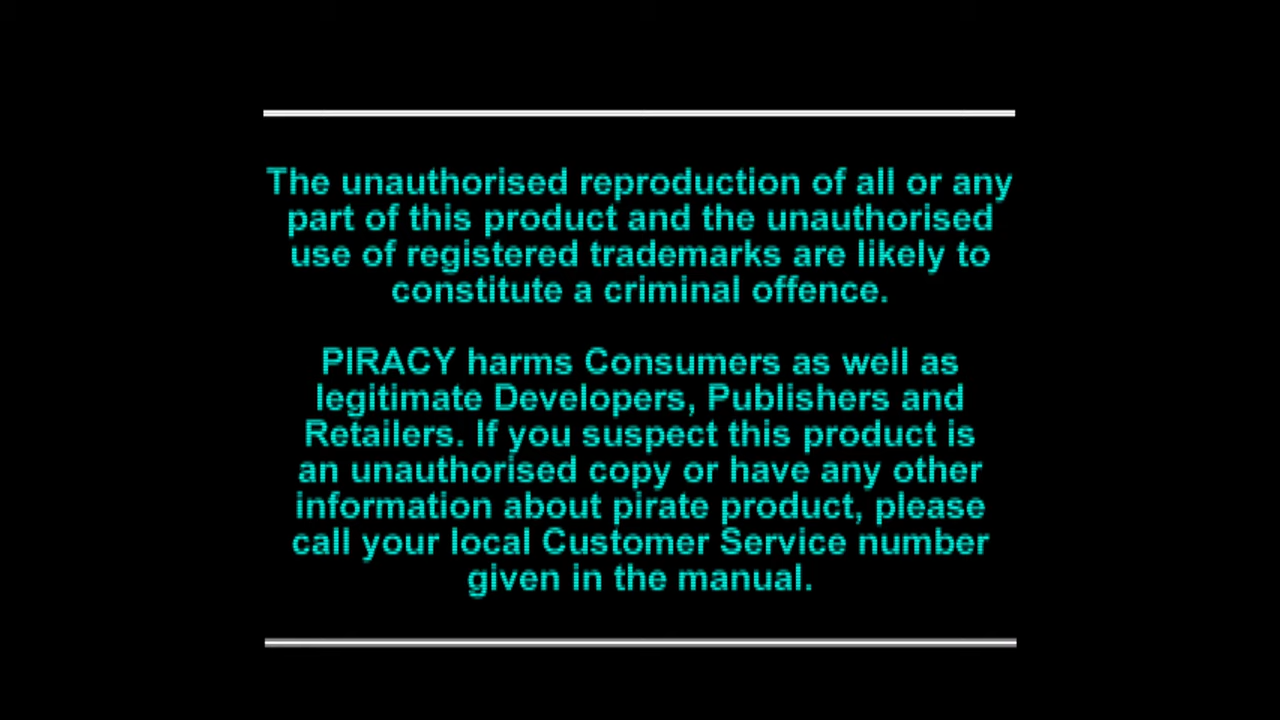 The unauthorised reproduction of all or any
part of this product and the unauthorised
use of registered trademarks are likely to
constitute a criminal offence.
PIRACY harms Consumers as well as
legitimate Developers, Publishers and
Retailers. If you suspect this product is
an unauthorised copy or have any other
information about pirate product, please
call your local Customer Service number
given in the manual.